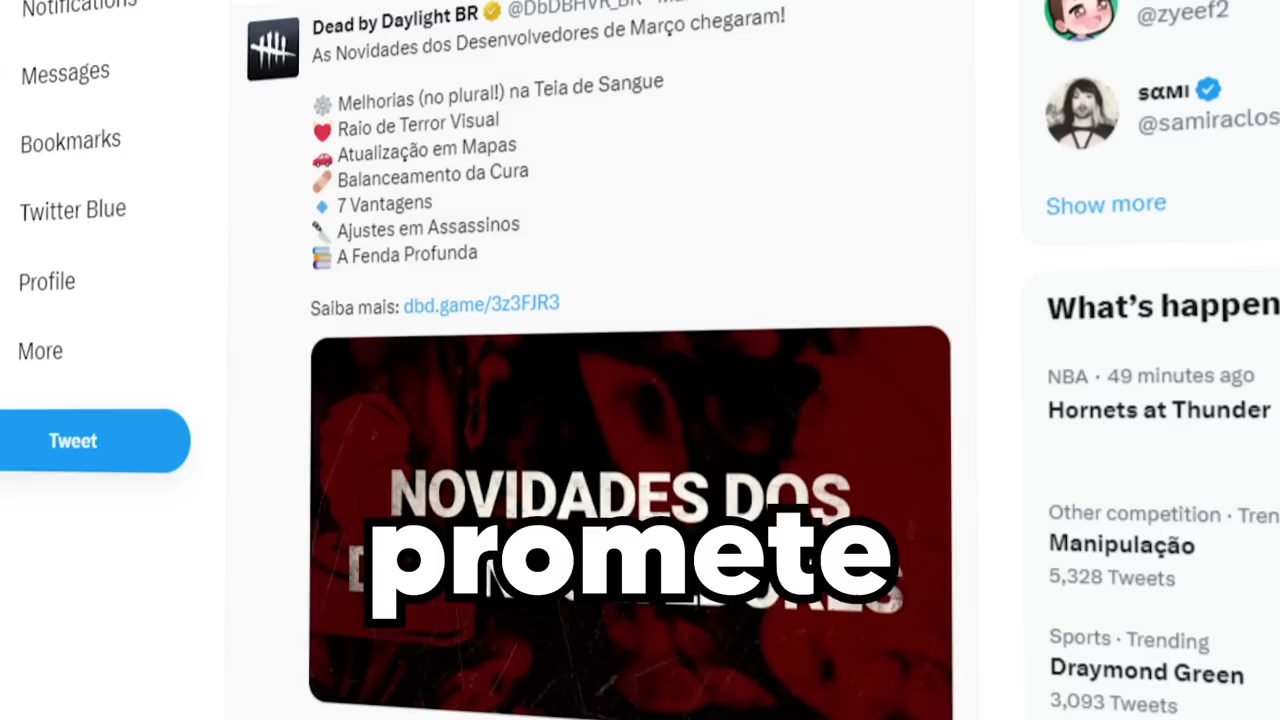 Notifications
Messages
Bookmarks
Twitter Blue
Profile
More
Tweet
Dead by Daylight BR
As Novidades dos Desenvolvedores de Março chegaram!
Melhorias (no plural!) na Teia de Sangue
Raio de Terror Visual
Atualização em Mapas
Balanceamento da Cura
7 Vantagens
Ajustes em Assassinos
A Fenda Profunda
Saiba mais: dbd.game/3z3FJR3
NOVIDADES DOS
promete
@zyeef2
sαмι
@samiraclos
Show more
What's happen
NBA · 49 minutes ago
Hornets at Thunder
Other competition · Tren
Manipulação
5,328 Tweets
Sports · Trending
Draymond Green
3,093 Tweets